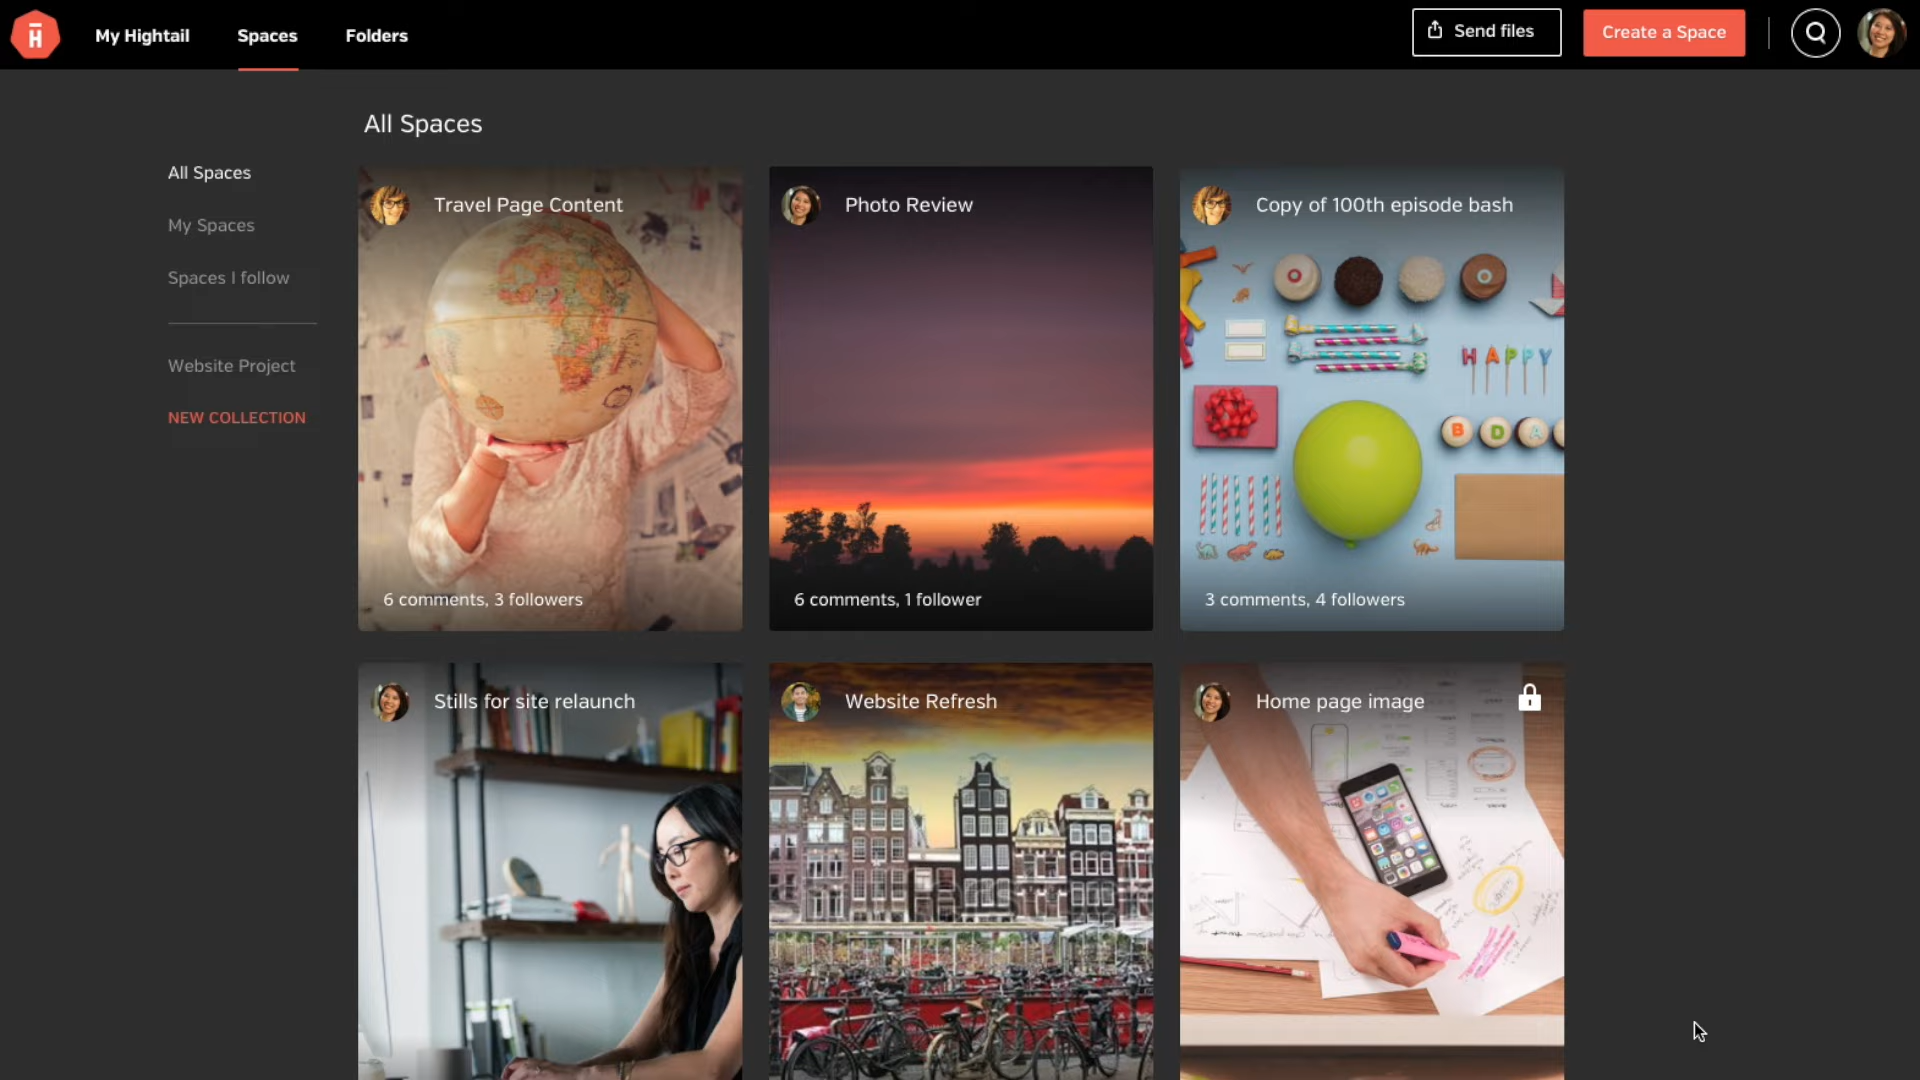 My Hightail
Spaces
Folders
Send files
Create a Space
All Spaces
All Spaces
My Spaces
Spaces I follow
Website Project
NEW COLLECTION
Travel Page Content
6 comments, 3 followers
Photo Review
6 comments, 1 follower
Copy of 100th episode bash
HAPPY
B D A
3 comments, 4 followers
Stills for site relaunch
Website Refresh
Home page image